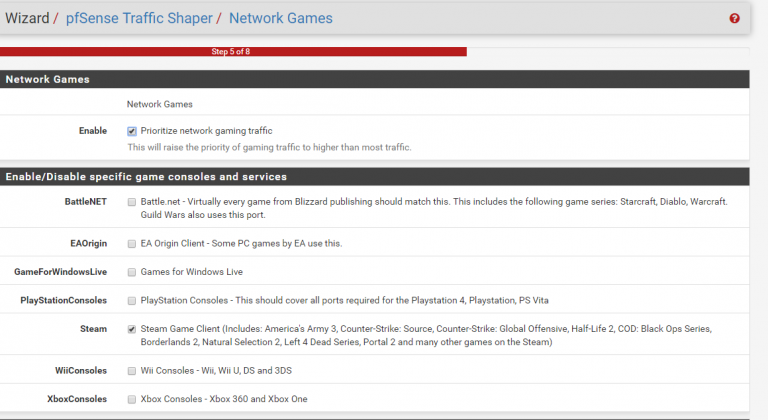 Wizard / pfSense Traffic Shaper / Network Games
Step 5 of 8
Network Games
Network Games
Enable Prioritize network gaming traffic
This will raise the priority of gaming traffic to higher than most traffic.
Enable/Disable specific game consoles and services
BattleNET Battle.net - Virtually every game from Blizzard publishing should match this. This includes the following game series: Starcraft, Diablo, Warcraft.
Guild Wars also uses this port.
EAOrigin EA Origin Client - Some PC games by EA use this.
GameForWindowsLive Games for Windows Live
PlayStationConsoles PlayStation Consoles - This should cover all ports required for the Playstation 4, Playstation, PS Vita
Steam Steam Game Client (Includes: America's Army 3, Counter-Strike: Source, Counter-Strike: Global Offensive, Half-Life 2, COD: Black Ops Series,
Borderlands 2, Natural Selection 2, Left 4 Dead Series, Portal 2 and many other games on the Steam)
WiiConsoles Wii Consoles - Wii, Wii U, DS and 3DS
XboxConsoles Xbox Consoles - Xbox 360 and Xbox One